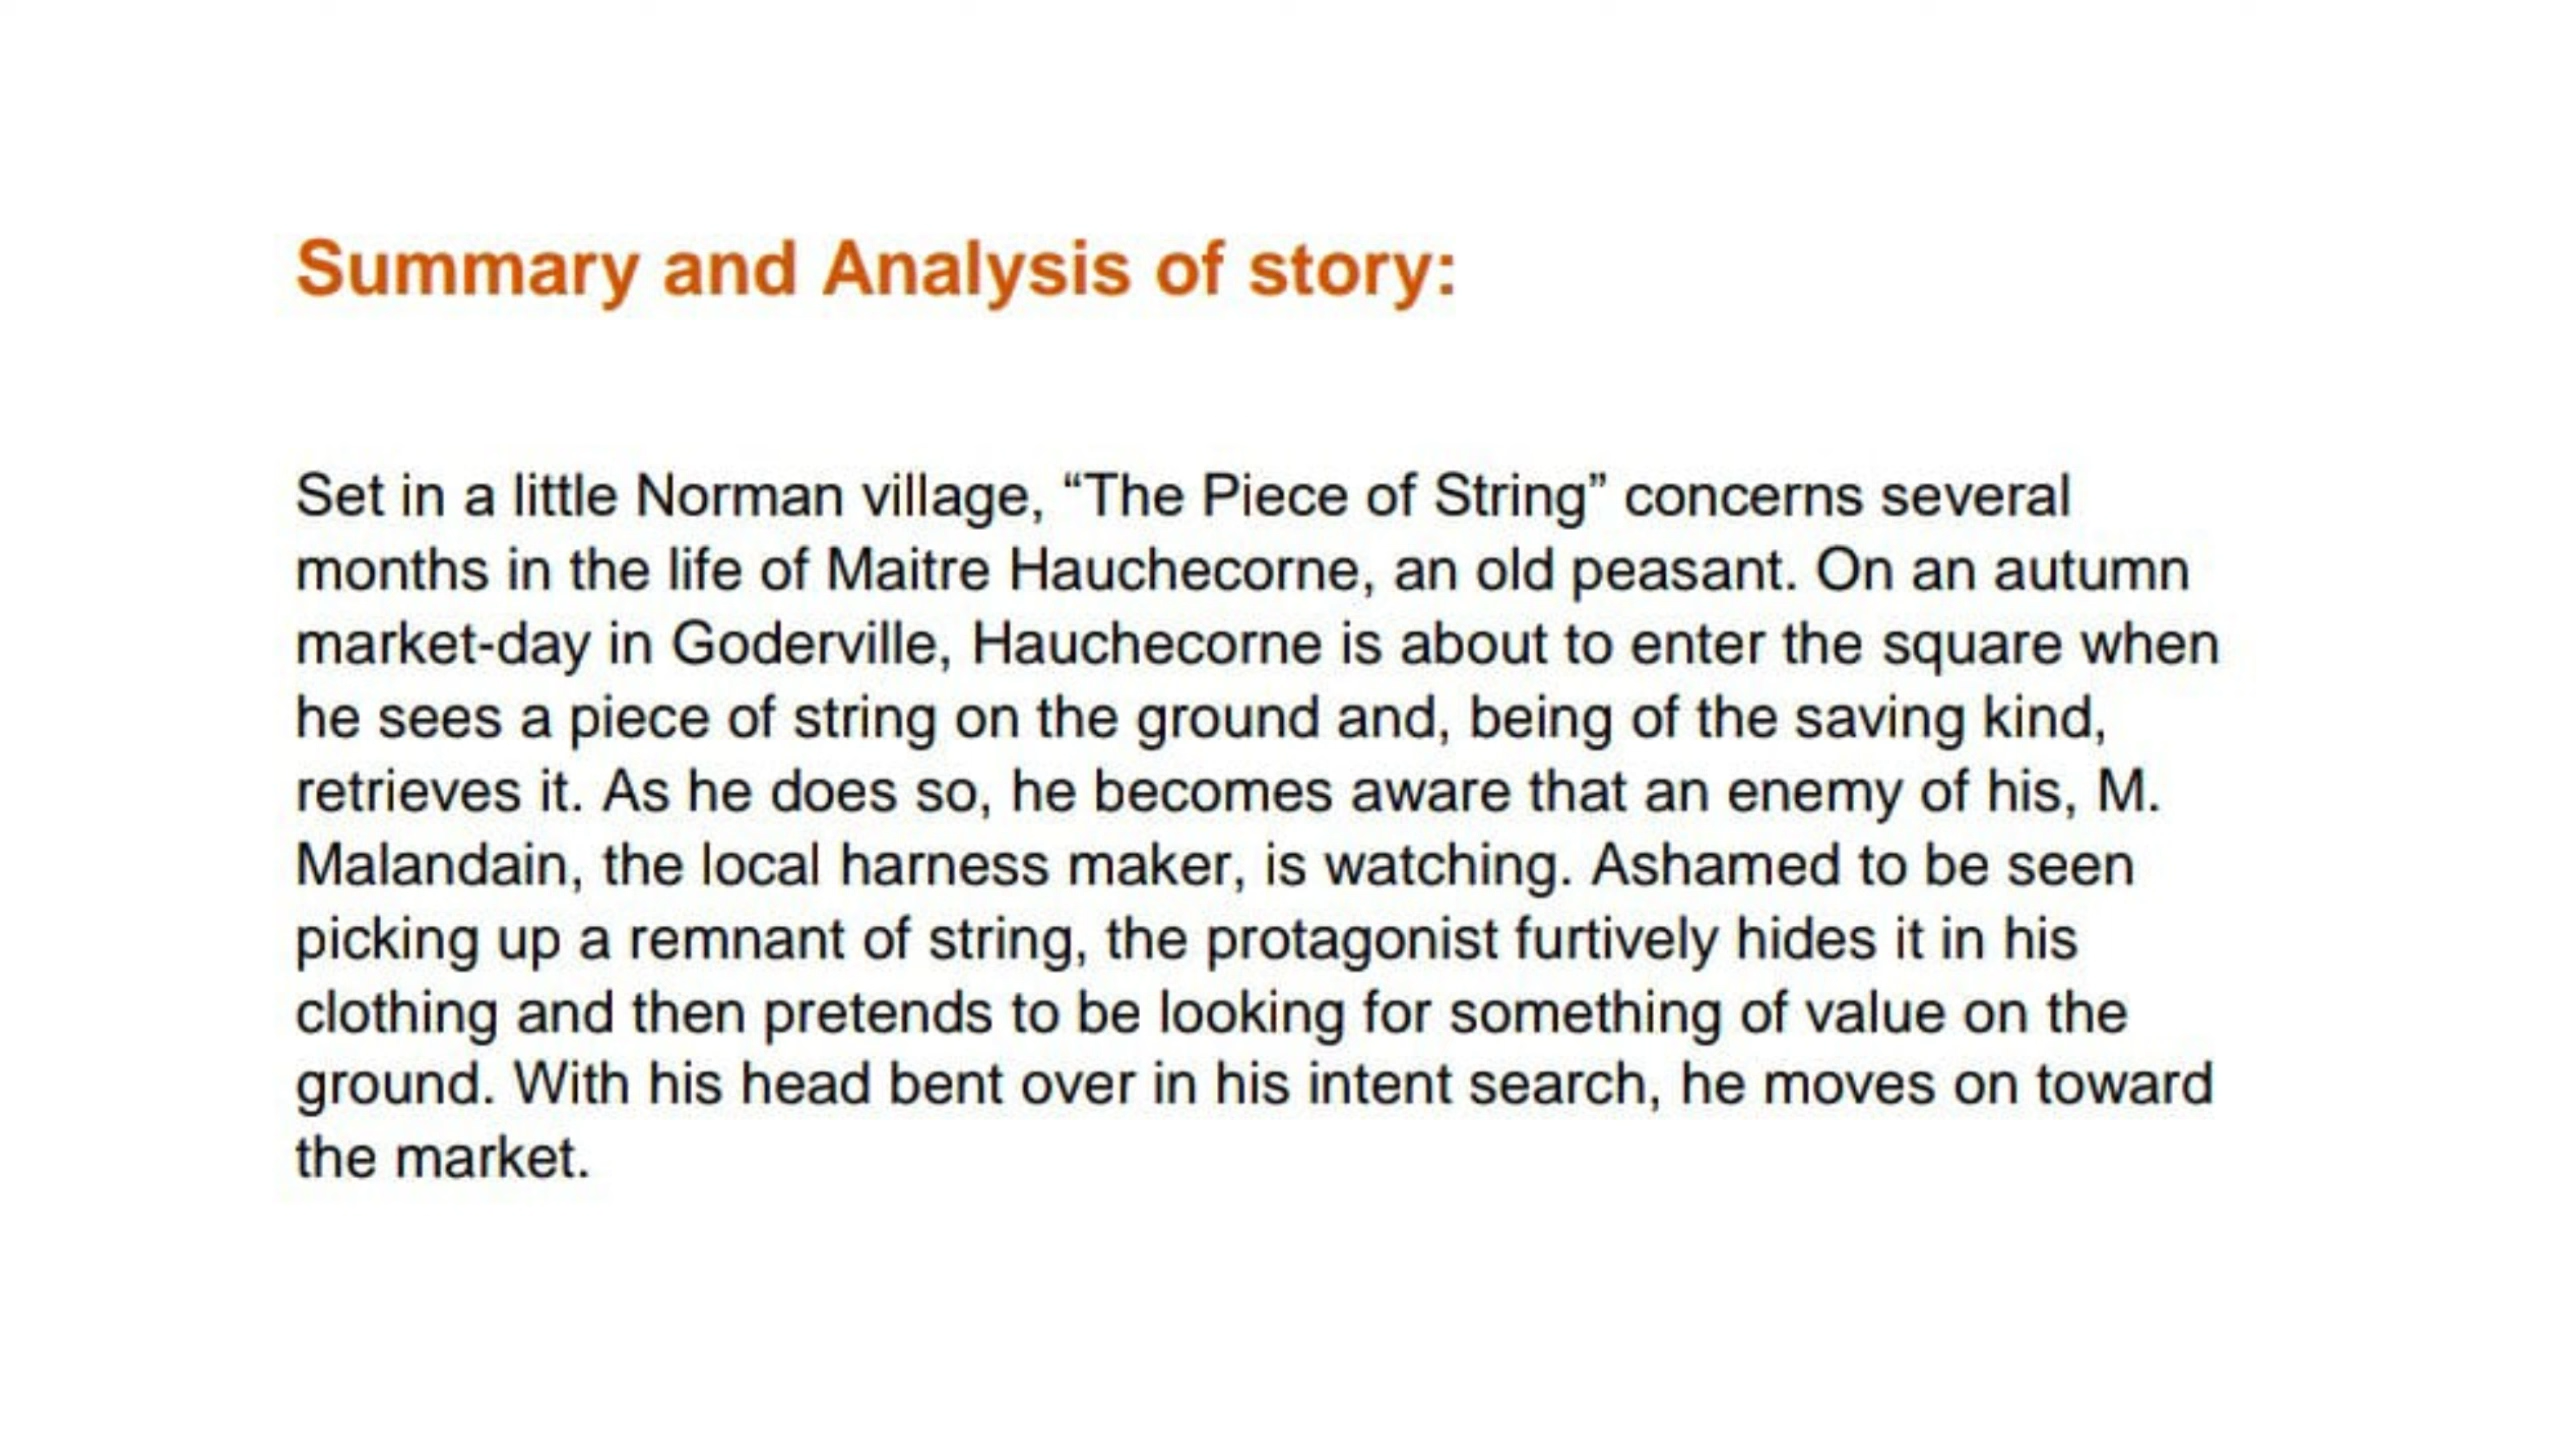 Summary and Analysis of story:
Set in a little Norman village, “The Piece of String” concerns several
months in the life of Maitre Hauchecorne, an old peasant. On an autumn
market-day in Goderville, Hauchecorne is about to enter the square when
he sees a piece of string on the ground and, being of the saving kind,
retrieves it. As he does so, he becomes aware that an enemy of his, M.
Malandain, the local harness maker, is watching. Ashamed to be seen
picking up a remnant of string, the protagonist furtively hides it in his
clothing and then pretends to be looking for something of value on the
ground. With his head bent over in his intent search, he moves on toward
the market.